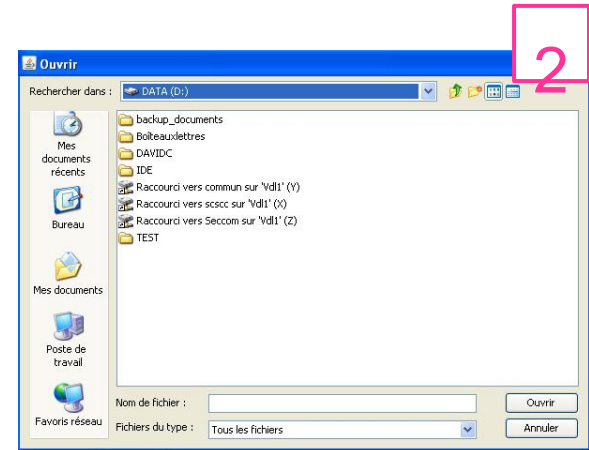 2
Ouvrir
Rechercher dans :
DATA (D:)
Mes
documents
récents
Bureau
Mes documents
Poste de
travail
Favoris réseau
backup_documents
Boîteauxlettres
DAVIDC
IDE
Raccourci vers commun sur 'Vdl1' (Y)
Raccourci vers scscc sur 'Vdl1' (X)
Raccourci vers Seccom sur 'Vdl1' (Z)
TEST
Nom de fichier :
Ouvrir
Fichiers du type :
Tous les fichiers
Annuler